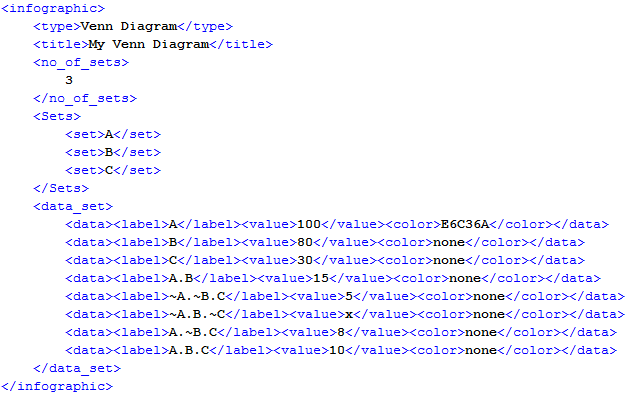 <infographic>
    <type>Venn Diagram</type>
    <title>My Venn Diagram</title>
    <no_of_sets>
        3
    </no_of_sets>
    <Sets>
        <set>A</set>
        <set>B</set>
        <set>C</set>
    </Sets>
    <data_set>
        <data><label>A</label><value>100</value><color>E6C36A</color></data>
        <data><label>B</label><value>80</value><color>none</color></data>
        <data><label>C</label><value>30</value><color>none</color></data>
        <data><label>A.B</label><value>15</value><color>none</color></data>
        <data><label>~A.~B.C</label><value>5</value><color>none</color></data>
        <data><label>~A.B.~C</label><value>x</value><color>none</color></data>
        <data><label>A.~B.C</label><value>8</value><color>none</color></data>
        <data><label>A.B.C</label><value>10</value><color>none</color></data>
    </data_set>
</infographic>